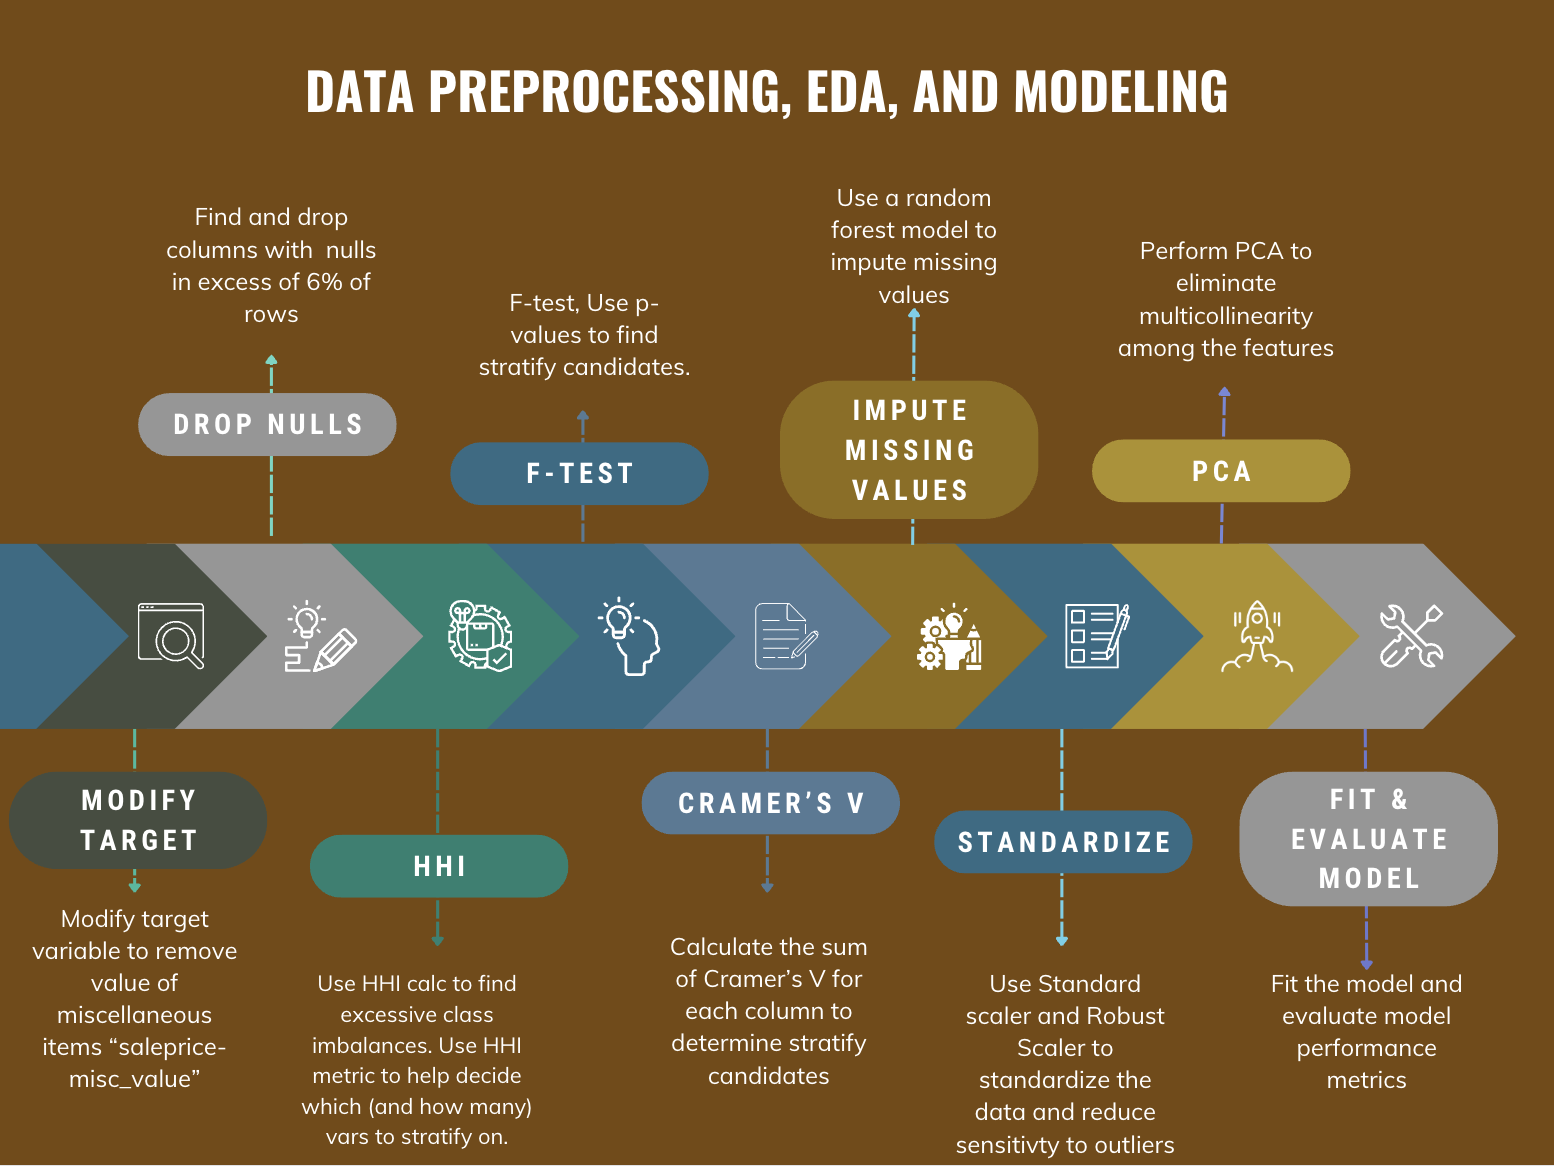 DATA PREPROCESSING, EDA, AND MODELING
Find and drop
columns with  nulls
in excess of 6% of
rows
DROP NULLS
F-test, Use p-
values to find
stratify candidates.
F-TEST
Use a random
forest model to
impute missing
values
IMPUTE
MISSING
VALUES
Perform PCA to
eliminate
multicollinearity
among the features
PCA
MODIFY
TARGET
Modify target
variable to remove
value of
miscellaneous
items “saleprice-
misc_value”
HHI
Use HHI calc to find
excessive class
imbalances. Use HHI
metric to help decide
which (and how many)
vars to stratify on.
CRAMER’S V
Calculate the sum
of Cramer’s V for
each column to
determine stratify
candidates
STANDARDIZE
Use Standard
scaler and Robust
Scaler to
standardize the
data and reduce
sensitivty to outliers
FIT &
EVALUATE
MODEL
Fit the model and
evaluate model
performance
metrics